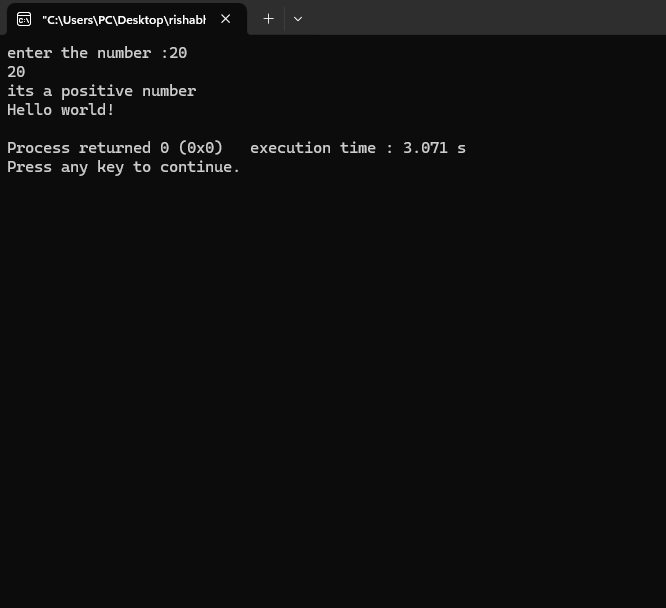 "C:\Users\PC\Desktop\rishabl
enter the number :20
20
its a positive number
Hello world!
Process returned 0 (0x0)   execution time : 3.071 s
Press any key to continue.